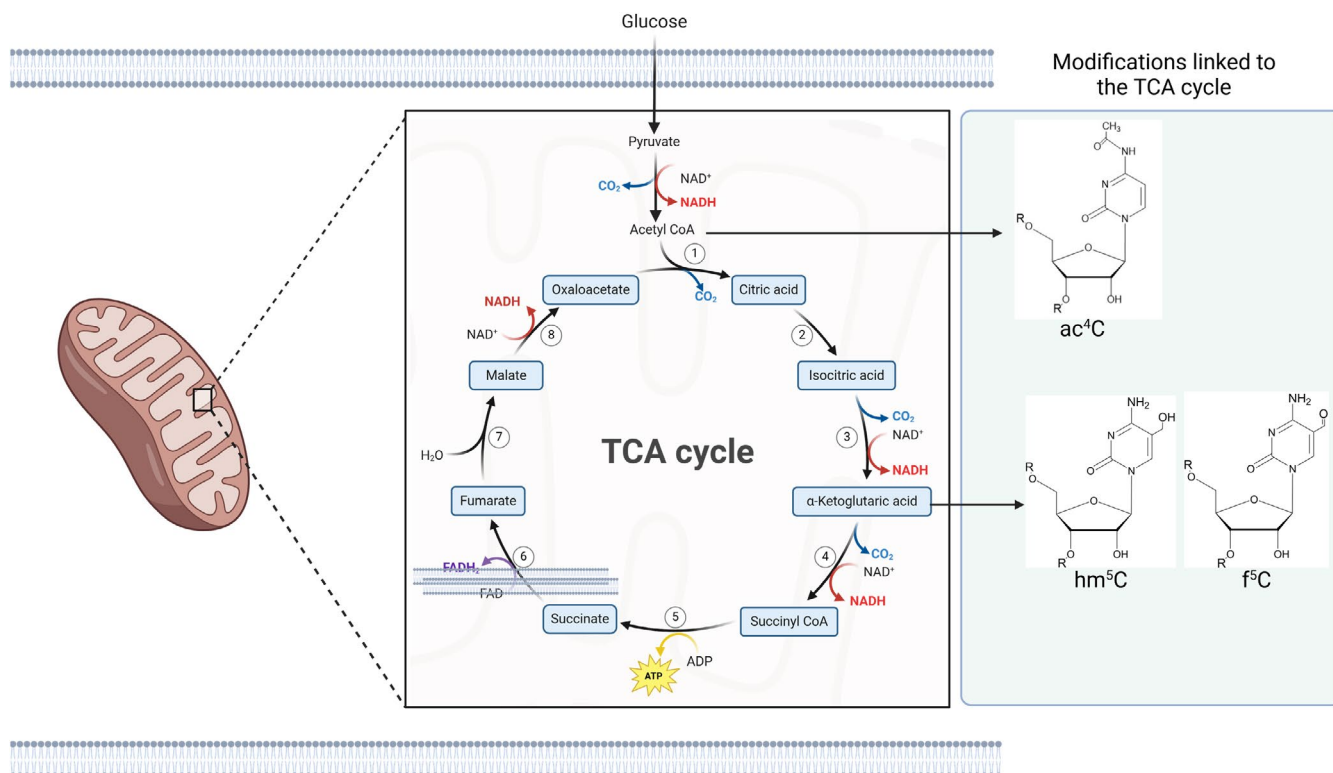 Glucose
Modifications linked to
the TCA cycle
Pyruvate
CO₂
NAD⁺
NADH
Acetyl CoA
1
Oxaloacetate
CO₂
Citric acid
NADH
NAD⁺
8
2
Malate
Isocitric acid
CO₂
3
NAD⁺
NADH
7
H₂O
TCA cycle
Fumarate
α-Ketoglutaric acid
4
CO₂
NAD⁺
NADH
6
FADH₂
FAD
Succinate
5
Succinyl CoA
ADP
ATP
CH₃
O
NH
N
O
N
R
O
O
O
OH
R
ac⁴C
NH₂
OH
N
O
N
R
O
O
O
OH
R
hm⁵C
NH₂
O
N
O
N
R
O
O
O
OH
R
f⁵C